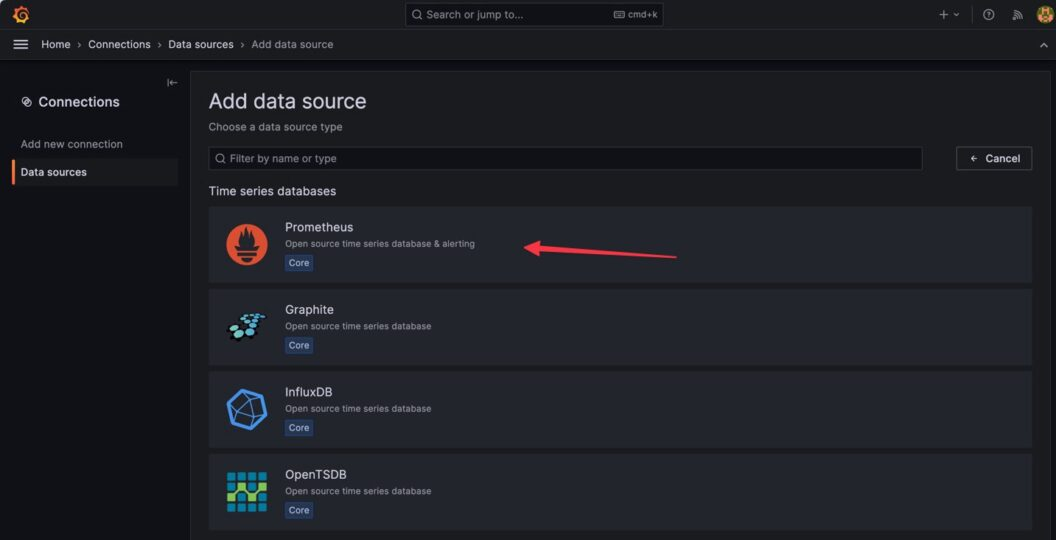 Search or jump to...
cmd+k
Home › Connections › Data sources › Add data source
Connections
Add new connection
Data sources
Add data source
Choose a data source type
Filter by name or type
Cancel
Time series databases
Prometheus
Open source time series database & alerting
Core
Graphite
Open source time series database
Core
InfluxDB
Open source time series database
Core
OpenTSDB
Open source time series database
Core